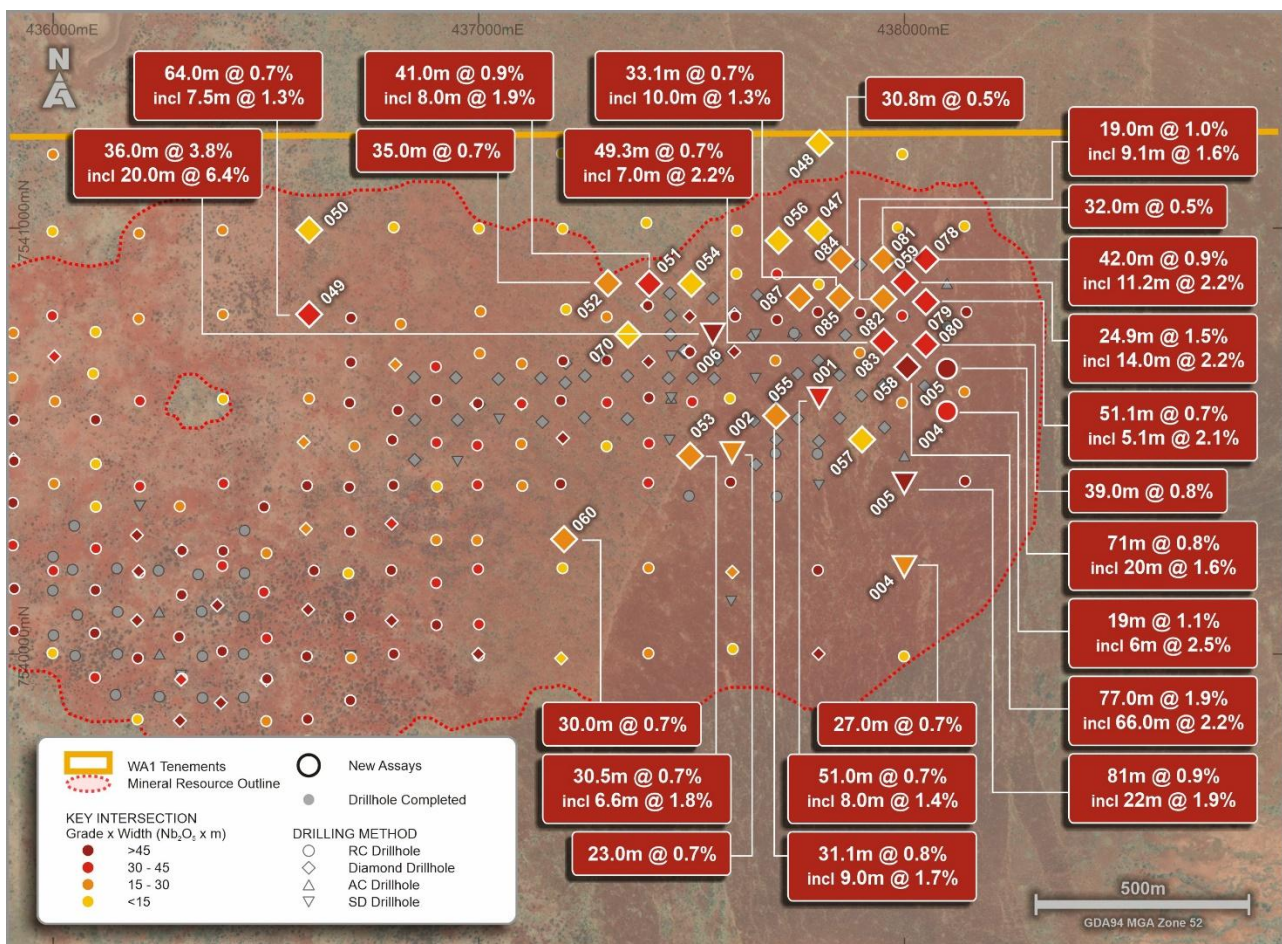 436000mE
437000mE
438000mE
N
7541000mN
7540000mN
64.0m @ 0.7%
incl 7.5m @ 1.3%
41.0m @ 0.9%
incl 8.0m @ 1.9%
33.1m @ 0.7%
incl 10.0m @ 1.3%
30.8m @ 0.5%
19.0m @ 1.0%
incl 9.1m @ 1.6%
36.0m @ 3.8%
incl 20.0m @ 6.4%
35.0m @ 0.7%
49.3m @ 0.7%
incl 7.0m @ 2.2%
32.0m @ 0.5%
42.0m @ 0.9%
incl 11.2m @ 2.2%
24.9m @ 1.5%
incl 14.0m @ 2.2%
51.1m @ 0.7%
incl 5.1m @ 2.1%
39.0m @ 0.8%
71m @ 0.8%
incl 20m @ 1.6%
19m @ 1.1%
incl 6m @ 2.5%
77.0m @ 1.9%
incl 66.0m @ 2.2%
81m @ 0.9%
incl 22m @ 1.9%
048
050
056
047
084
081
059
078
049
052
051
054
087
085
082
079
080
070
006
083
058
005
004
055
001
053
002
057
005
060
004
30.0m @ 0.7%
27.0m @ 0.7%
30.5m @ 0.7%
incl 6.6m @ 1.8%
51.0m @ 0.7%
incl 8.0m @ 1.4%
23.0m @ 0.7%
31.1m @ 0.8%
incl 9.0m @ 1.7%
WA1 Tenements
Mineral Resource Outline
New Assays
Drillhole Completed
KEY INTERSECTION
Grade x Width (Nb₂O₅ x m)
>45
30 - 45
15 - 30
<15
DRILLING METHOD
RC Drillhole
Diamond Drillhole
AC Drillhole
SD Drillhole
500m
GDA94 MGA Zone 52